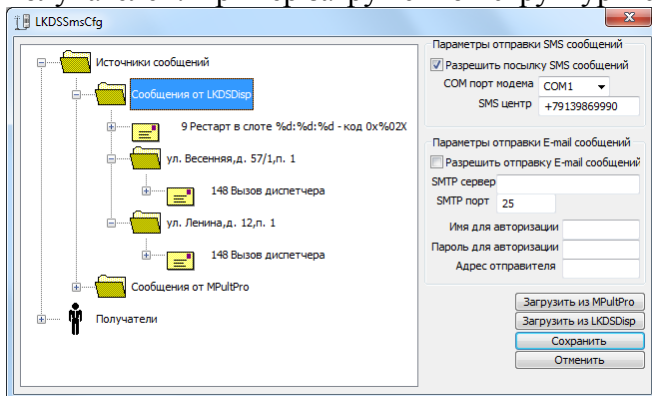 LKDSSmsCfg
Источники сообщений
Сообщения от LKDSDisp
9 Рестарт в слоте %d:%d:%d - код 0x%02X
ул. Весенняя,д. 57/1,п. 1
148 Вызов диспетчера
ул. Ленина,д. 12,п. 1
148 Вызов диспетчера
Сообщения от MPultPro
Получатели
Параметры отправки SMS сообщений
Разрешить посылку SMS сообщений
COM порт модема COM1
SMS центр +79139869990
Параметры отправки E-mail сообщений
Разрешить отправку E-mail сообщений
SMTP сервер
SMTP порт 25
Имя для авторизации
Пароль для авторизации
Адрес отправителя
Загрузить из MPultPro
Загрузить из LKDSDisp
Сохранить
Отменить